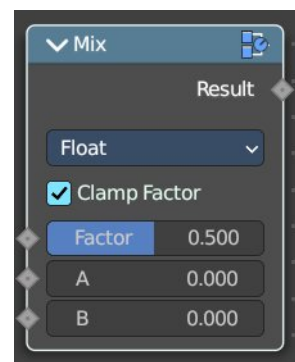 Mix
Result
Float
Clamp Factor
Factor 0.500
A 0.000
B 0.000